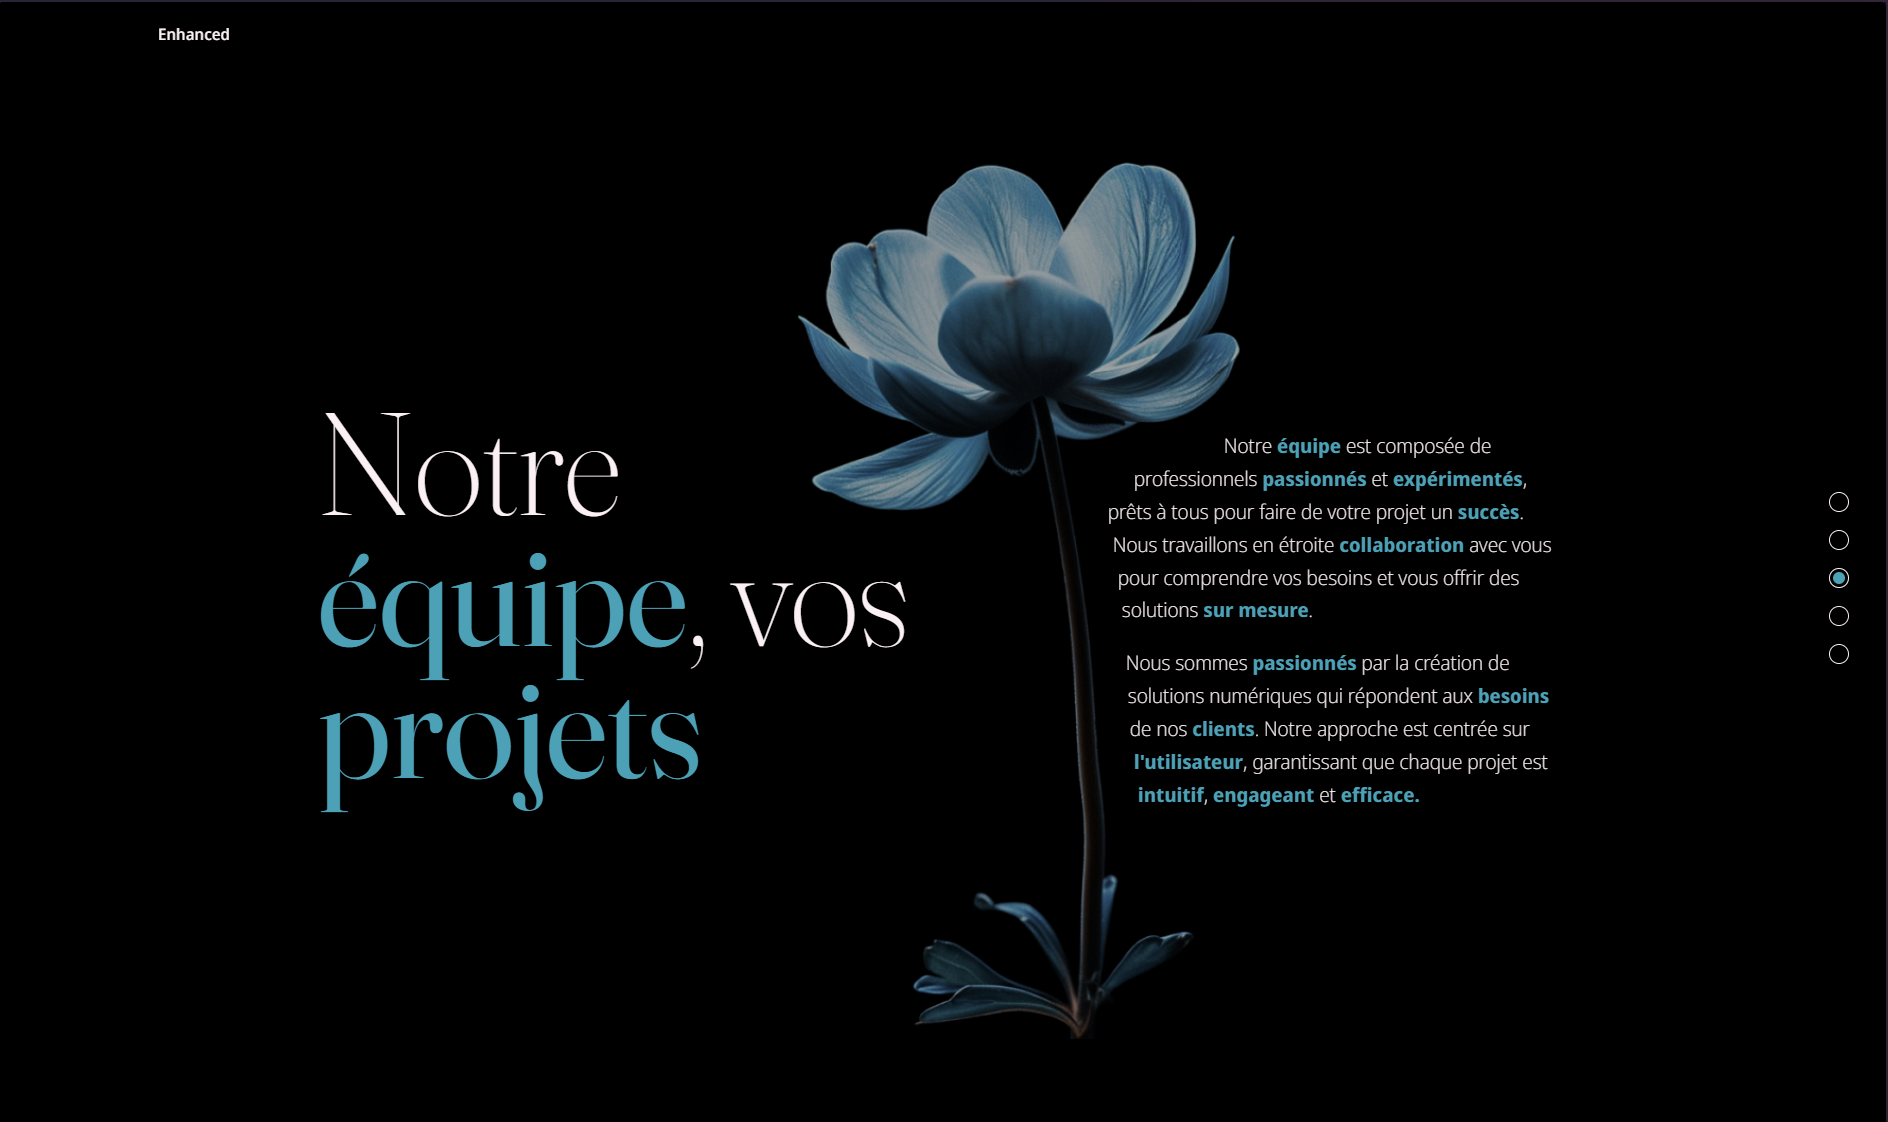 Enhanced
Notre
équipe, vos
projets
Notre équipe est composée de
professionnels passionnés et expérimentés,
prêts à tous pour faire de votre projet un succès.
Nous travaillons en étroite collaboration avec vous
pour comprendre vos besoins et vous offrir des
solutions sur mesure.
Nous sommes passionnés par la création de
solutions numériques qui répondent aux besoins
de nos clients. Notre approche est centrée sur
l'utilisateur, garantissant que chaque projet est
intuitif, engageant et efficace.